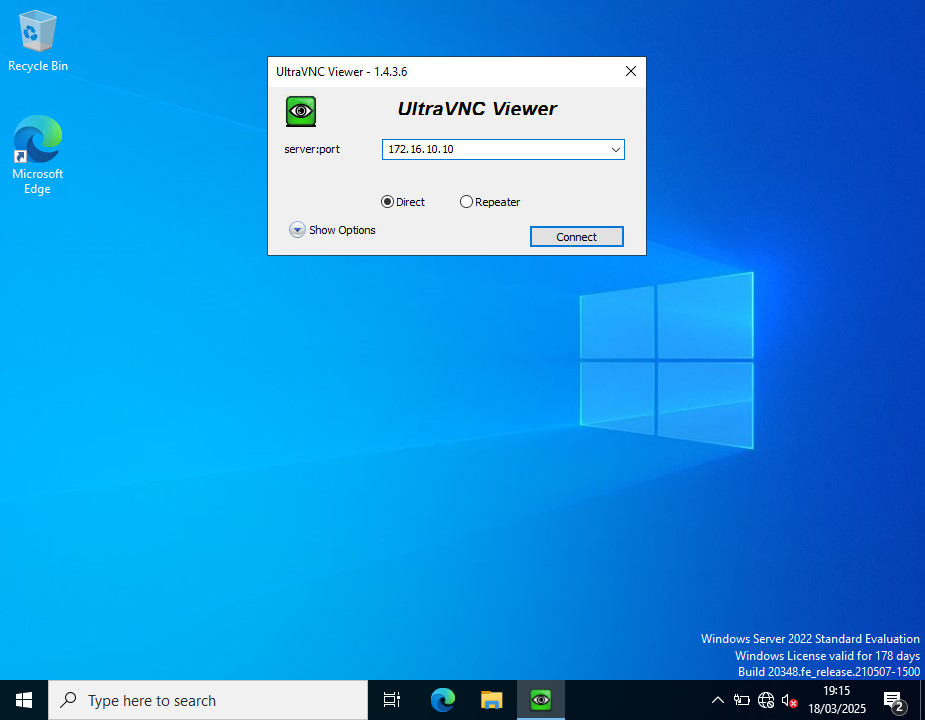 Recycle Bin
Microsoft
Edge
UltraVNC Viewer - 1.4.3.6
UltraVNC Viewer
server:port
172.16.10.10
Direct
Repeater
Show Options
Connect
Windows Server 2022 Standard Evaluation
Windows License valid for 178 days
Build 20348.fe_release.210507-1500
Type here to search
19:15
18/03/2025
2